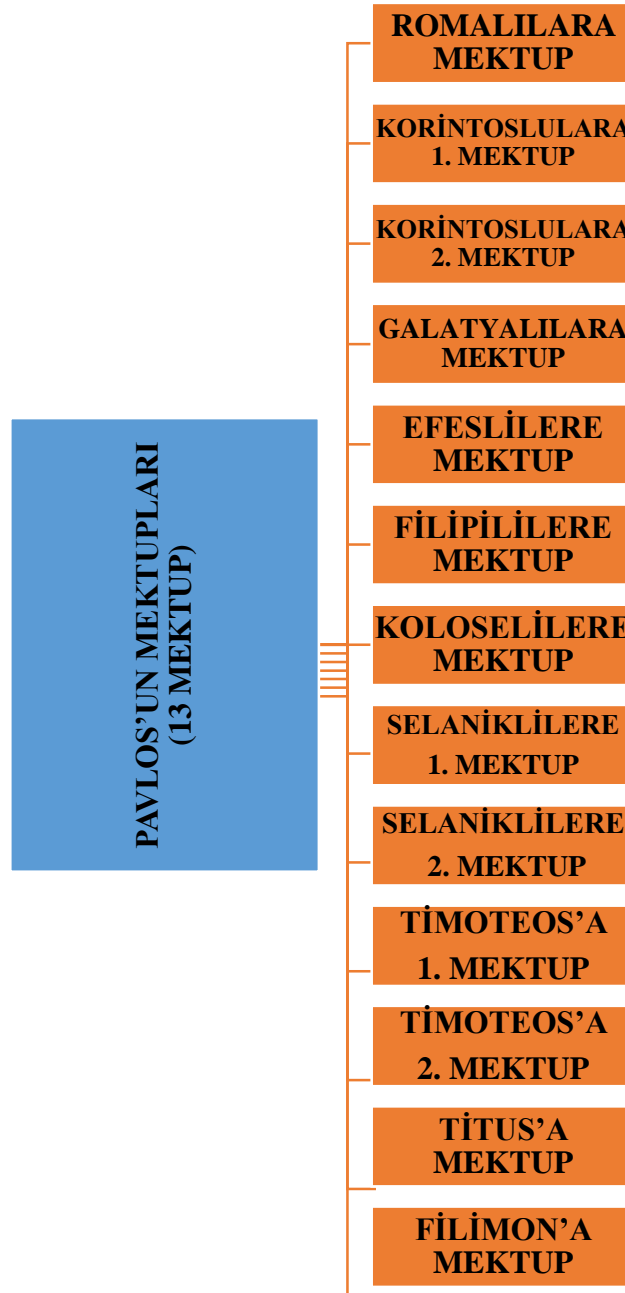 PAVLOS’UN MEKTUPLARI
(13 MEKTUP)
ROMALILARA
MEKTUP
KORİNTOSLULARA
1. MEKTUP
KORİNTOSLULARA
2. MEKTUP
GALATYALILARA
MEKTUP
EFESLİLERE
MEKTUP
FİLİPİLİLERE
MEKTUP
KOLOSELİLERE
MEKTUP
SELANİKLİLERE
1. MEKTUP
SELANİKLİLERE
2. MEKTUP
TİMOTEOS’A
1. MEKTUP
TİMOTEOS’A
2. MEKTUP
TİTUS’A
MEKTUP
FİLİMON’A
MEKTUP